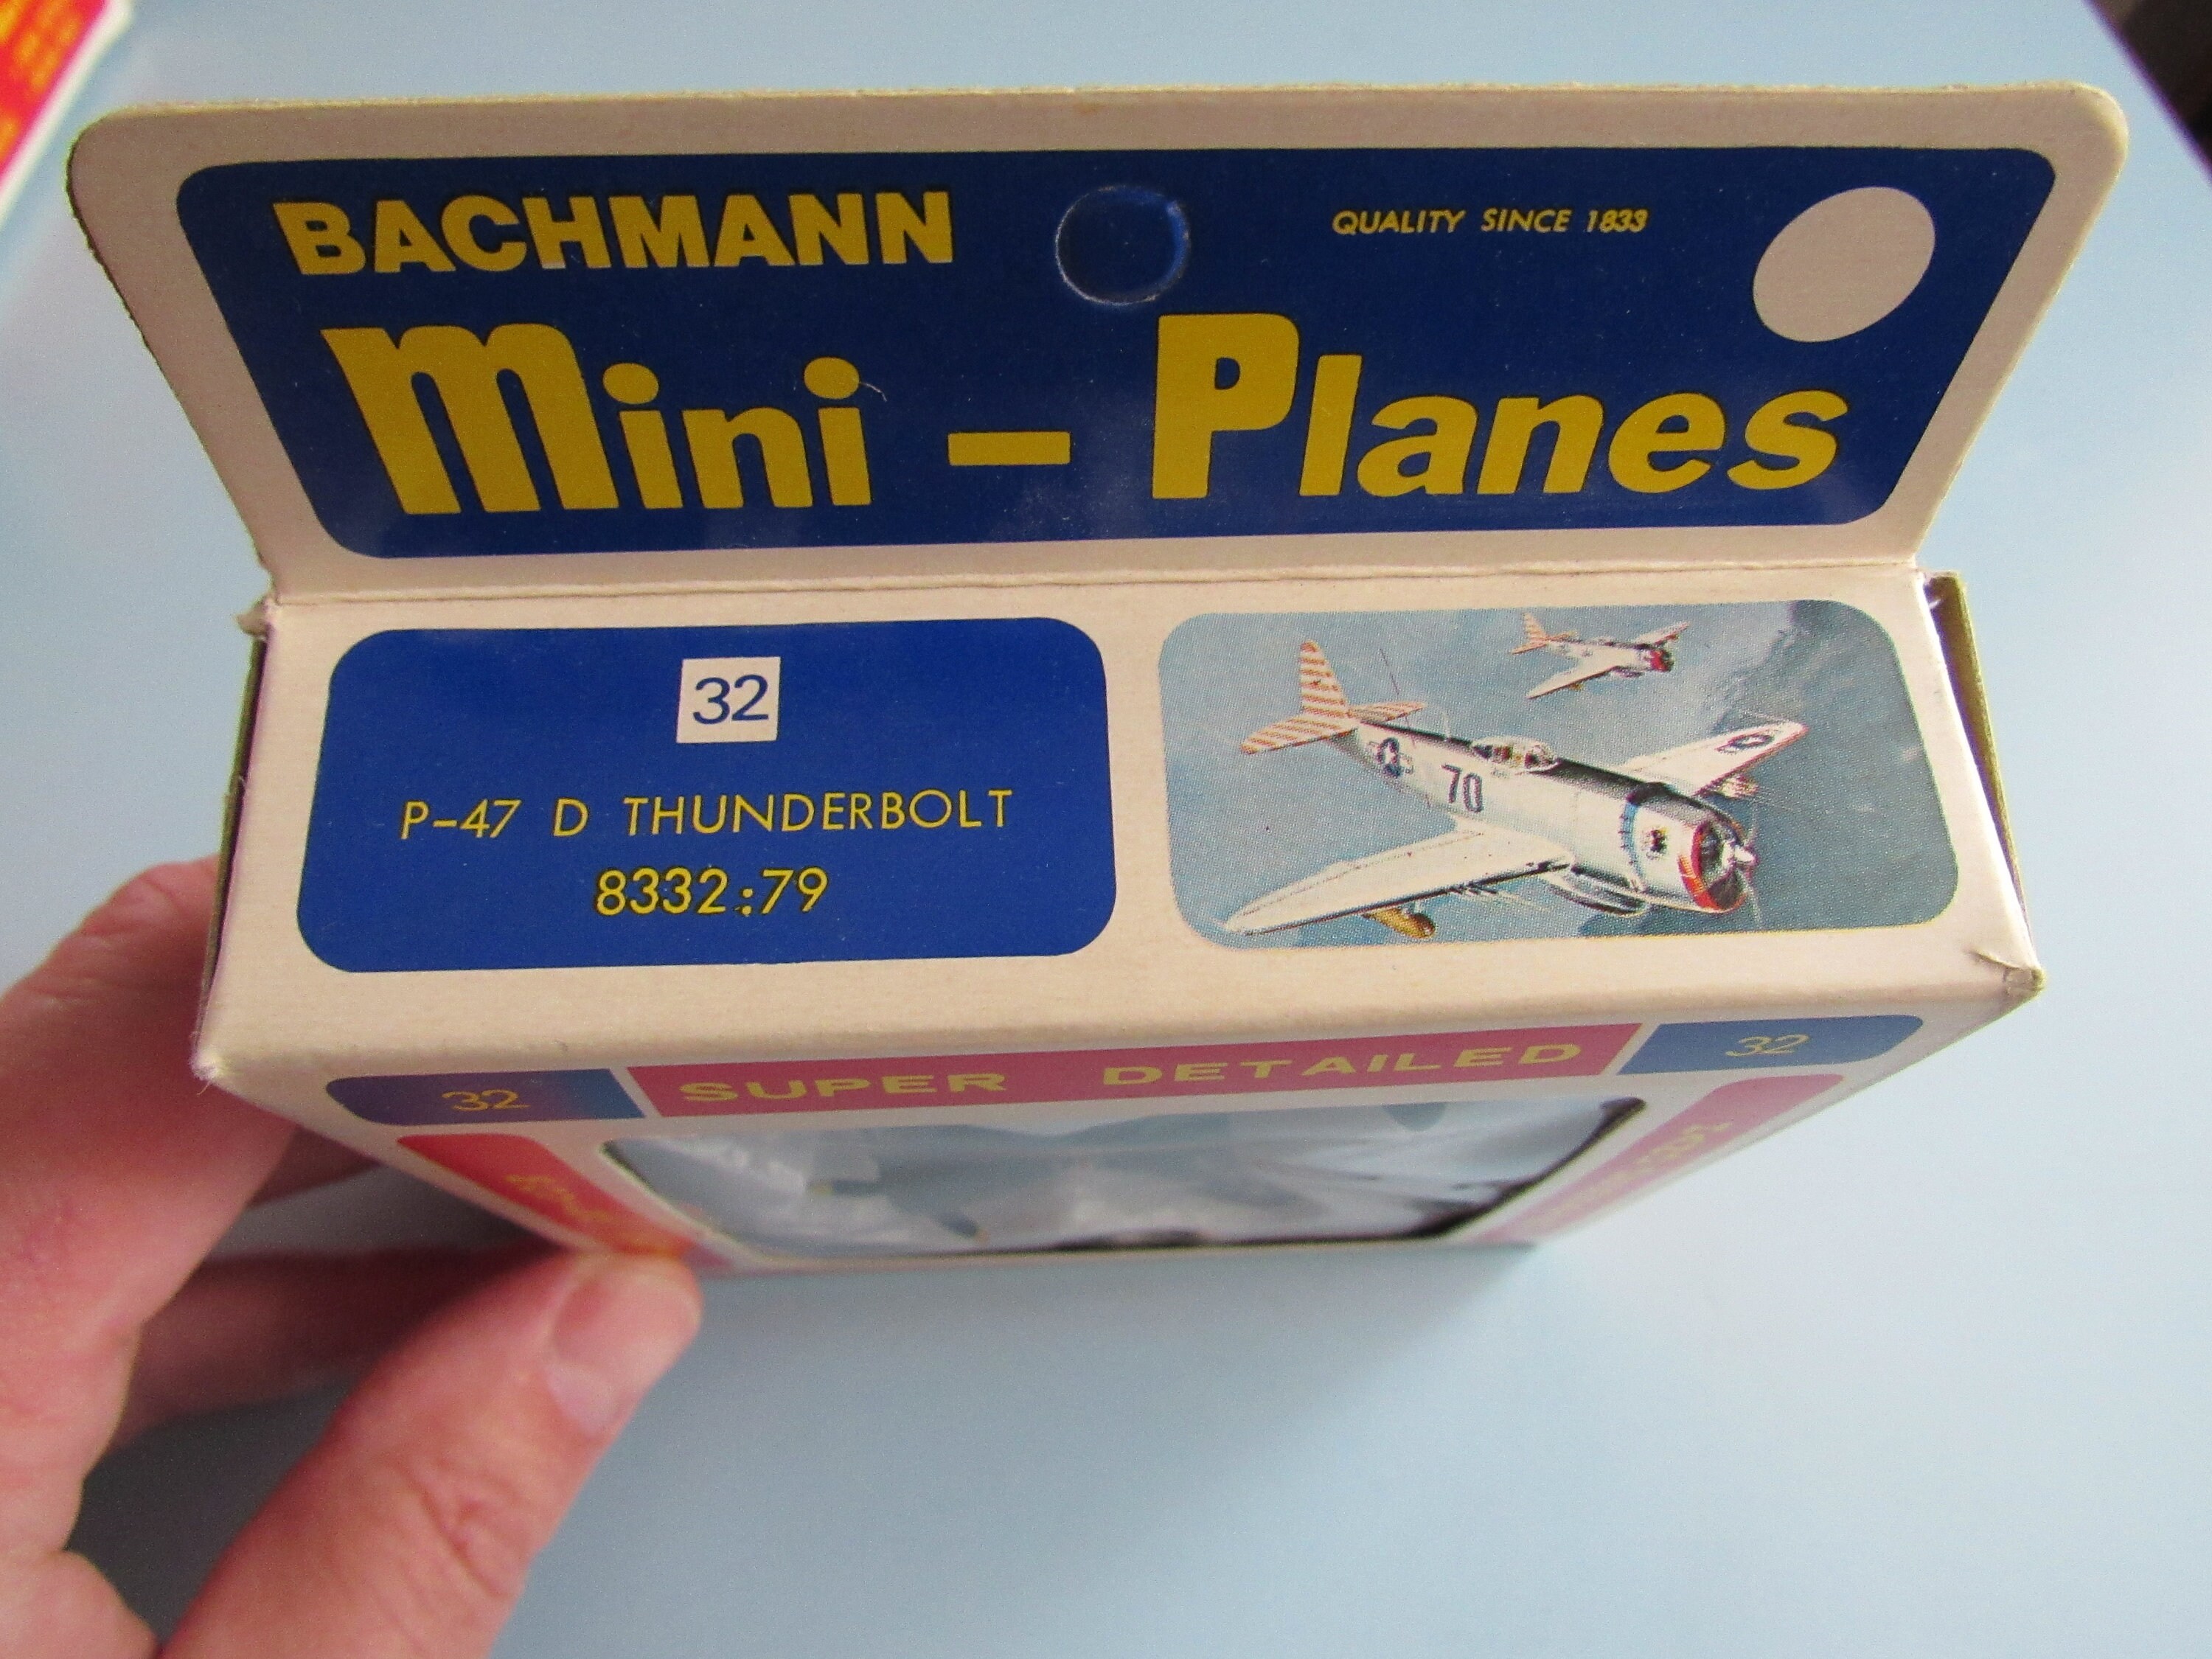 BACHMANN
QUALITY SINCE 1833
Mini - Planes
32
P-47 D THUNDERBOLT
8332:79
70
32
SUPER DETAILED
32